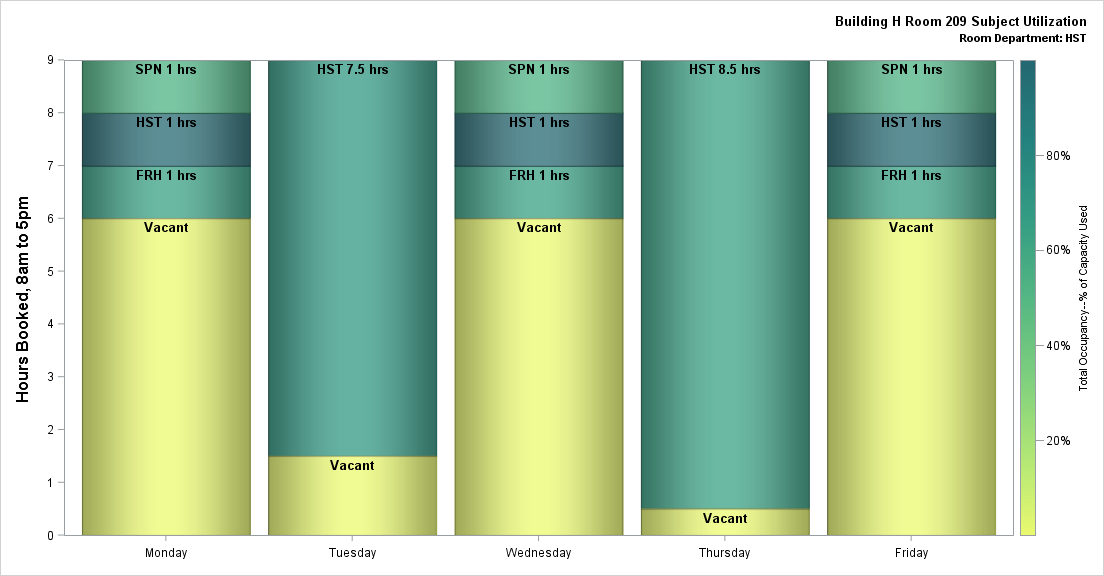 Building H Room 209 Subject Utilization
Room Department: HST
Hours Booked, 8am to 5pm
9
8
7
6
5
4
3
2
1
0
SPN 1 hrs
HST 1 hrs
FRH 1 hrs
Vacant
HST 7.5 hrs
Vacant
SPN 1 hrs
HST 1 hrs
FRH 1 hrs
Vacant
HST 8.5 hrs
Vacant
SPN 1 hrs
HST 1 hrs
FRH 1 hrs
Vacant
Monday
Tuesday
Wednesday
Thursday
Friday
80%
60%
40%
20%
Total Occupancy--% of Capacity Used